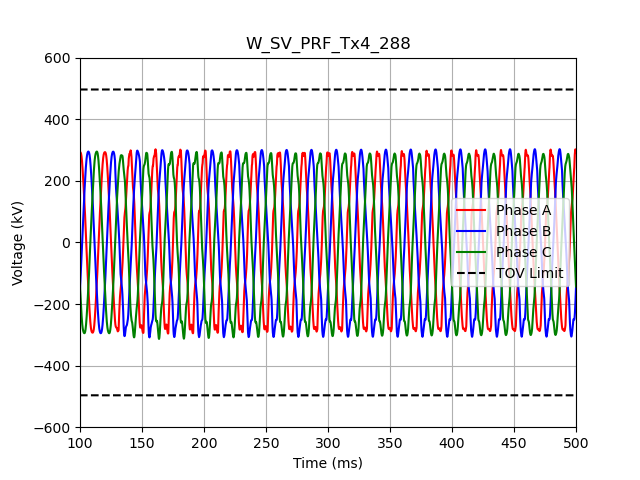 W_SV_PRF_Tx4_288
600
400
200
0
−200
−400
−600
Voltage (kV)
100
150
200
250
300
350
400
450
500
Time (ms)
Phase A
Phase B
Phase C
TOV Limit